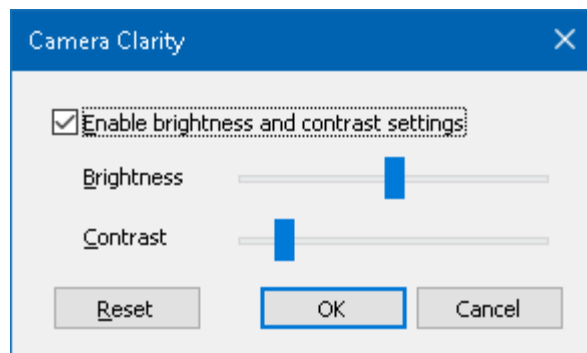 Camera Clarity
Enable brightness and contrast settings
Brightness
Contrast
Reset OK Cancel